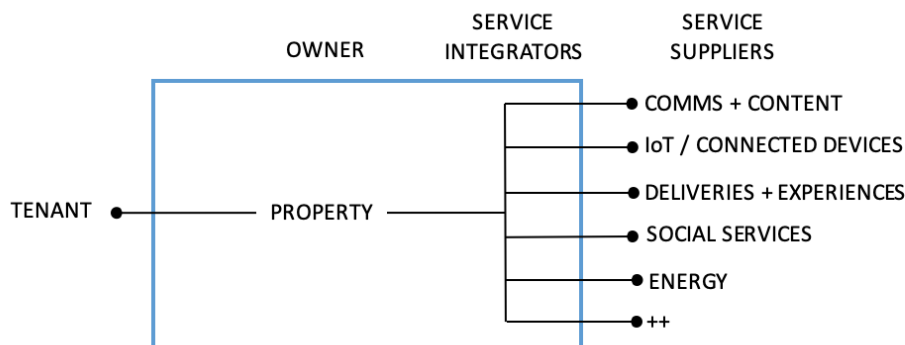 OWNER
SERVICE
INTEGRATORS
SERVICE
SUPPLIERS
TENANT
PROPERTY
COMMS + CONTENT
IoT / CONNECTED DEVICES
DELIVERIES + EXPERIENCES
SOCIAL SERVICES
ENERGY
++